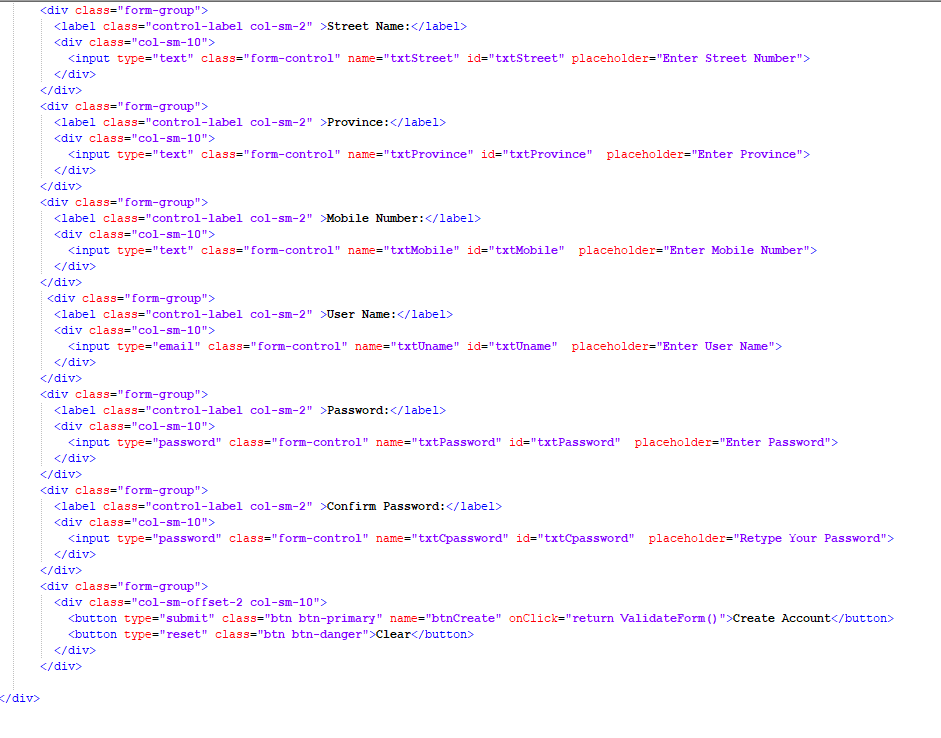 <div class="form-group">
<label class="control-label col-sm-2" >Street Name:</label>
<div class="col-sm-10">
<input type="text" class="form-control" name="txtStreet" id="txtStreet" placeholder="Enter Street Number">
</div>
</div>
<div class="form-group">
<label class="control-label col-sm-2" >Province:</label>
<div class="col-sm-10">
<input type="text" class="form-control" name="txtProvince" id="txtProvince"  placeholder="Enter Province">
</div>
</div>
<div class="form-group">
<label class="control-label col-sm-2" >Mobile Number:</label>
<div class="col-sm-10">
<input type="text" class="form-control" name="txtMobile" id="txtMobile"  placeholder="Enter Mobile Number">
</div>
</div>
<div class="form-group">
<label class="control-label col-sm-2" >User Name:</label>
<div class="col-sm-10">
<input type="email" class="form-control" name="txtUname" id="txtUname"  placeholder="Enter User Name">
</div>
</div>
<div class="form-group">
<label class="control-label col-sm-2" >Password:</label>
<div class="col-sm-10">
<input type="password" class="form-control" name="txtPassword" id="txtPassword"  placeholder="Enter Password">
</div>
</div>
<div class="form-group">
<label class="control-label col-sm-2" >Confirm Password:</label>
<div class="col-sm-10">
<input type="password" class="form-control" name="txtCpassword" id="txtCpassword"  placeholder="Retype Your Password">
</div>
</div>
<div class="form-group">
<div class="col-sm-offset-2 col-sm-10">
<button type="submit" class="btn btn-primary" name="btnCreate" onClick="return ValidateForm()">Create Account</button>
<button type="reset" class="btn btn-danger">Clear</button>
</div>
</div>
</div>